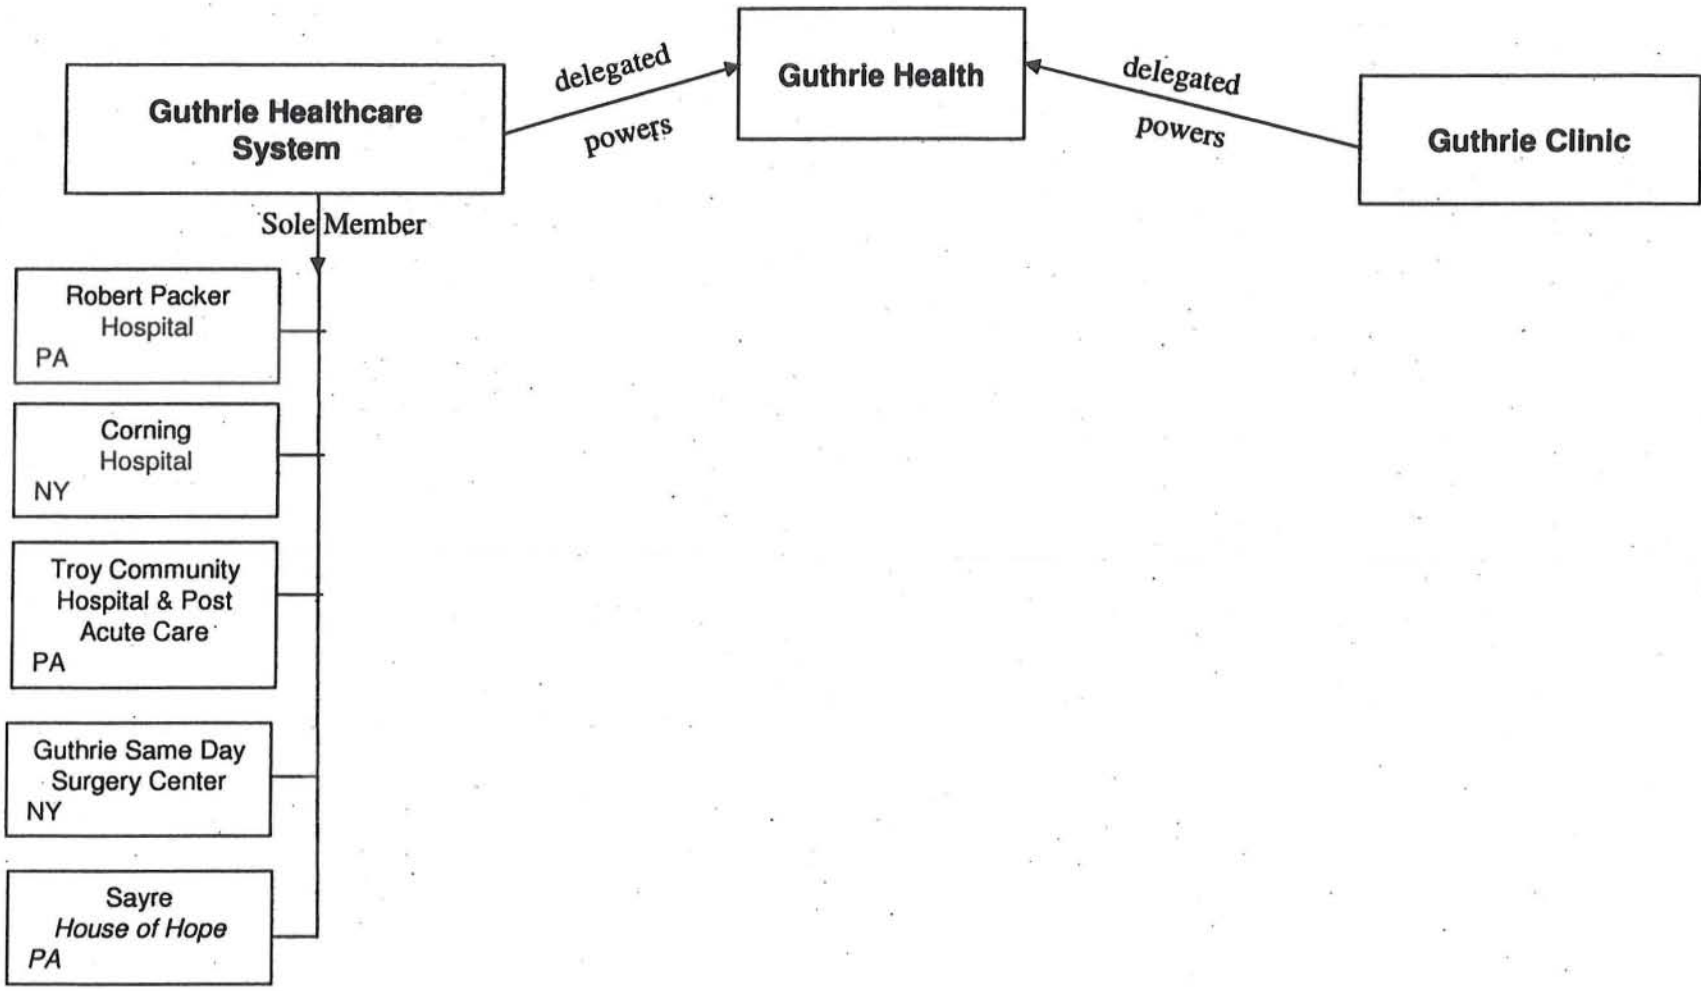 Guthrie Health
Guthrie Healthcare
System
delegated
powers
delegated
powers
Guthrie Clinic
Sole Member
Robert Packer
Hospital
PA
Corning
Hospital
NY
Troy Community
Hospital & Post
Acute Care
PA
Guthrie Same Day
Surgery Center
NY
Sayre
House of Hope
PA